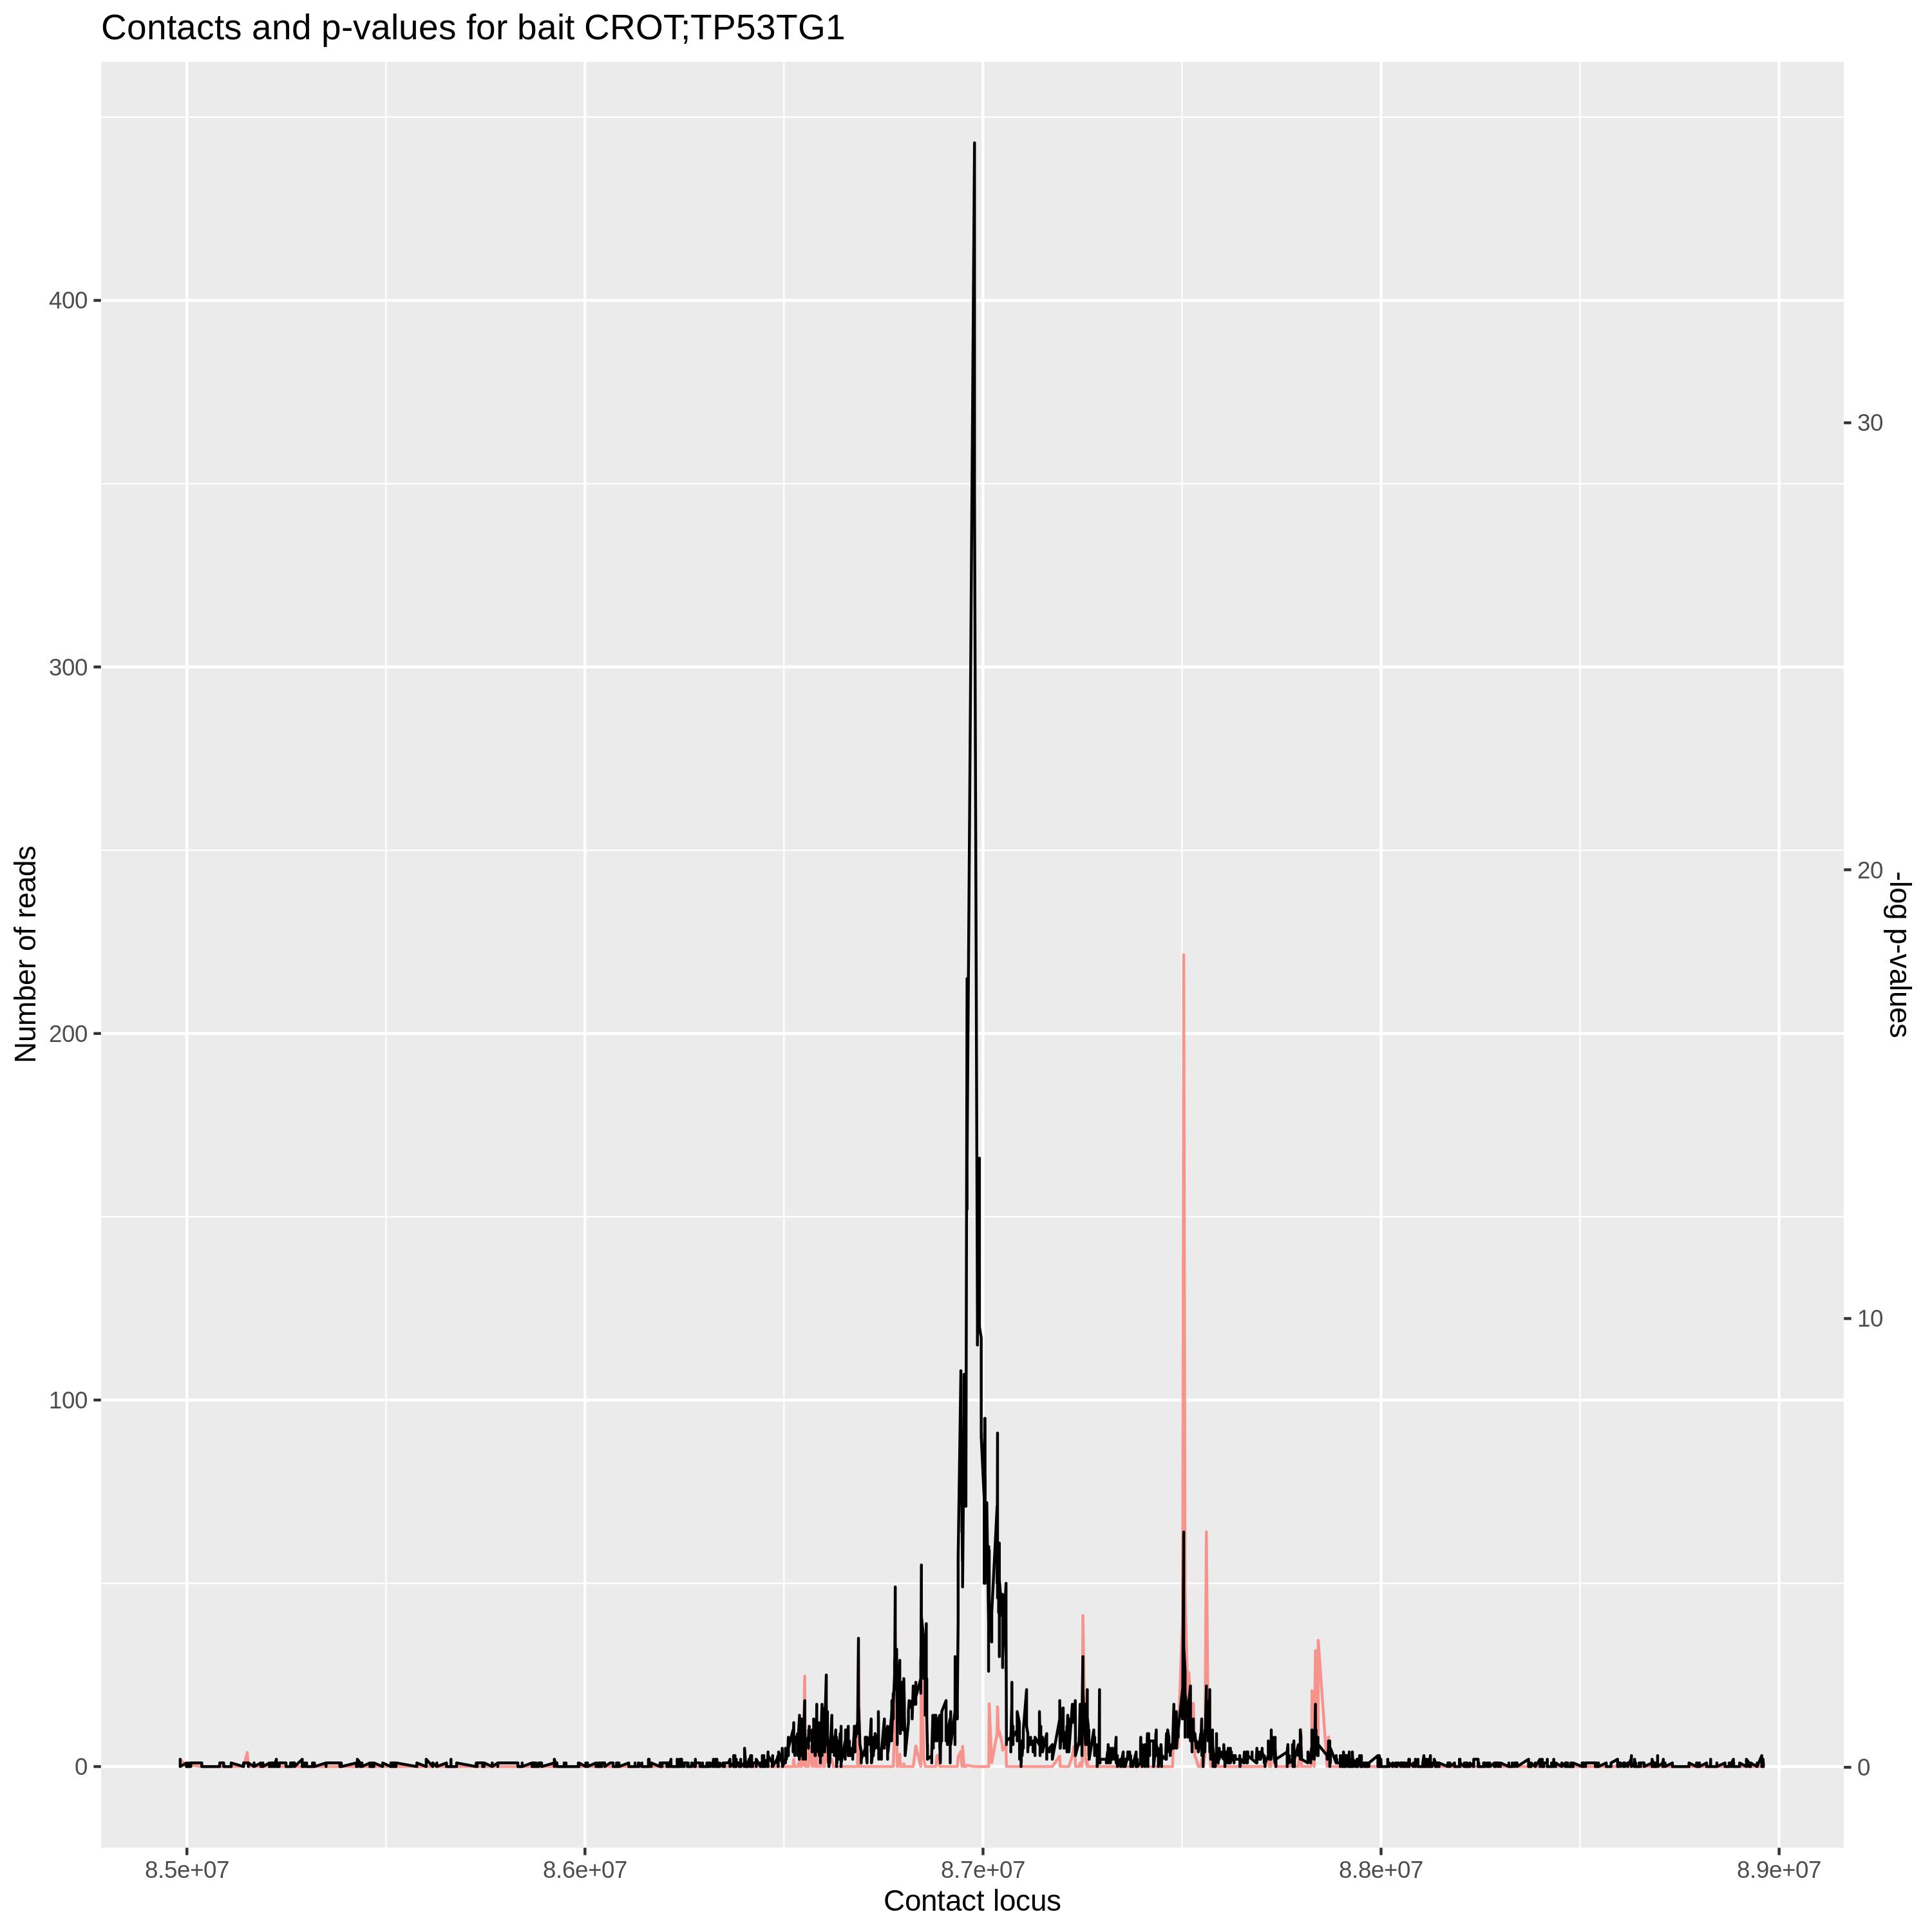 Contacts and p-values for bait CROT;TP53TG1
Number of reads
400
300
200
100
0
30
20
10
0
-log p-values
8.5e+07 8.6e+07 8.7e+07 8.8e+07 8.9e+07
Contact locus